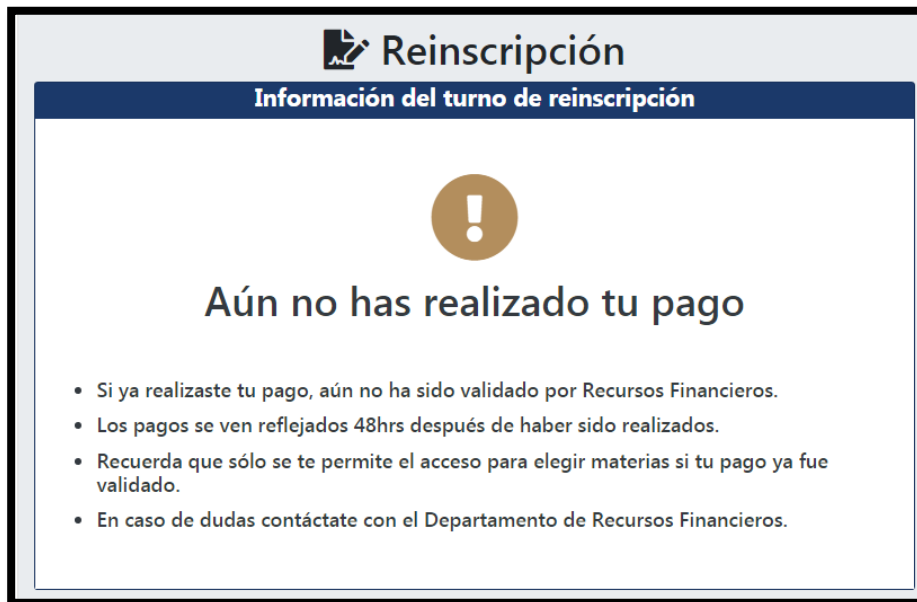 Reinscripción
Información del turno de reinscripción
!
Aún no has realizado tu pago
• Si ya realizaste tu pago, aún no ha sido validado por Recursos Financieros.
• Los pagos se ven reflejados 48hrs después de haber sido realizados.
• Recuerda que sólo se te permite el acceso para elegir materias si tu pago ya fue
validado.
• En caso de dudas contáctate con el Departamento de Recursos Financieros.